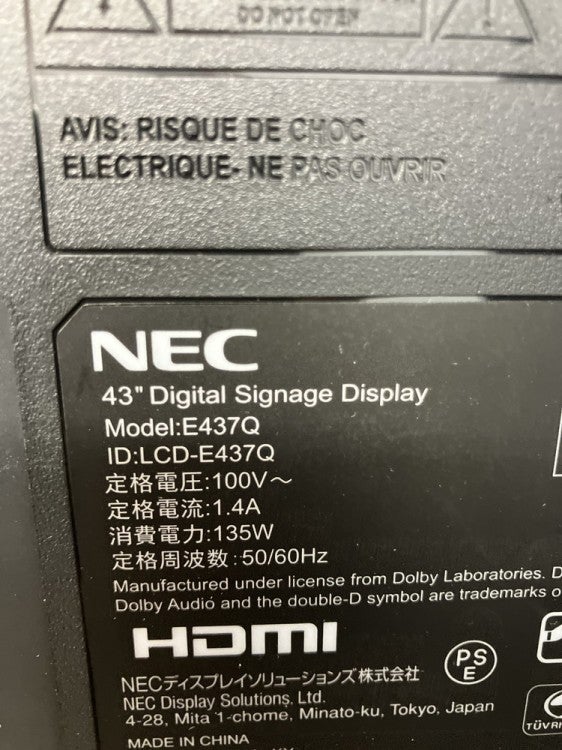 DO NOT OPEN
AVIS: RISQUE DE CHOC
ELECTRIQUE- NE PAS OUVRIR
NEC
43" Digital Signage Display
Model:E437Q
ID:LCD-E437Q
定格電圧:100V～
定格電流:1.4A
消費電力:135W
定格周波数:50/60Hz
Manufactured under license from Dolby Laboratories. D
Dolby Audio and the double-D symbol are trademarks o
HDMI
NECディスプレイソリューションズ株式会社
PS
E
NEC Display Solutions, Ltd.
4-28, Mita 1-chome, Minato-ku, Tokyo, Japan
TÜVRH
MADE IN CHINA